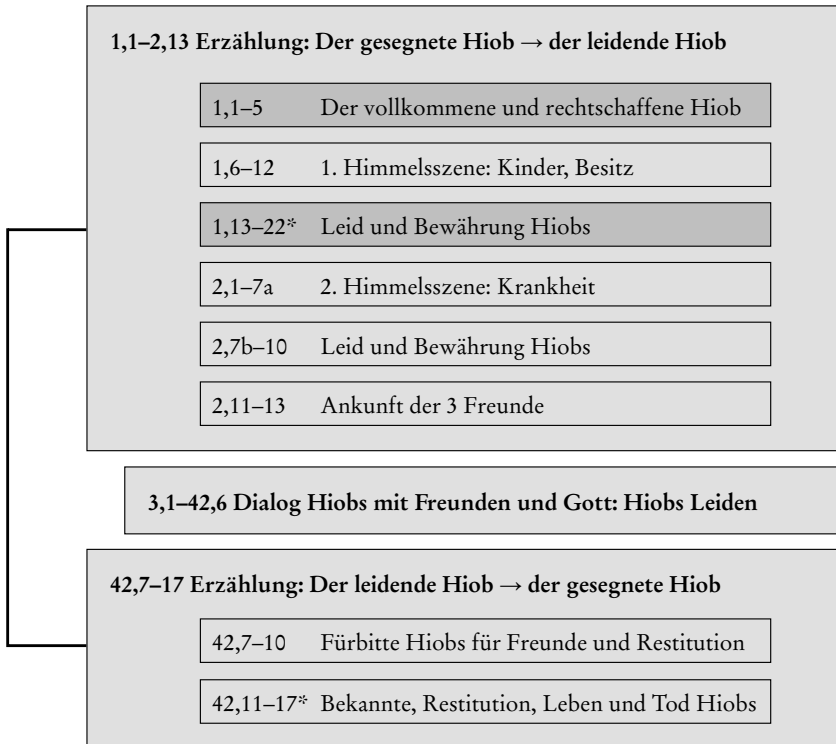 1,1–2,13 Erzählung: Der gesegnete Hiob → der leidende Hiob
1,1–5 Der vollkommene und rechtschaffene Hiob
1,6–12 1. Himmelsszene: Kinder, Besitz
1,13–22* Leid und Bewährung Hiobs
2,1–7a 2. Himmelsszene: Krankheit
2,7b–10 Leid und Bewährung Hiobs
2,11–13 Ankunft der 3 Freunde
3,1–42,6 Dialog Hiobs mit Freunden und Gott: Hiobs Leiden
42,7–17 Erzählung: Der leidende Hiob → der gesegnete Hiob
42,7–10 Fürbitte Hiobs für Freunde und Restitution
42,11–17* Bekannte, Restitution, Leben und Tod Hiobs